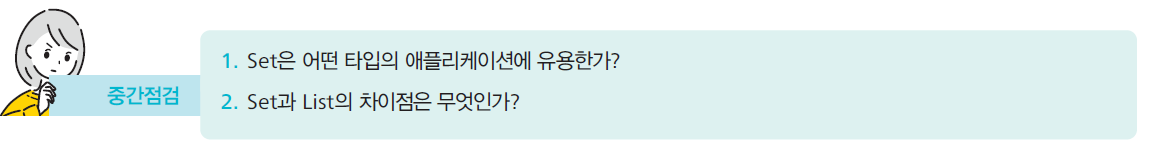 중간점검
1. Set은 어떤 타입의 애플리케이션에 유용한가?
2. Set과 List의 차이점은 무엇인가?